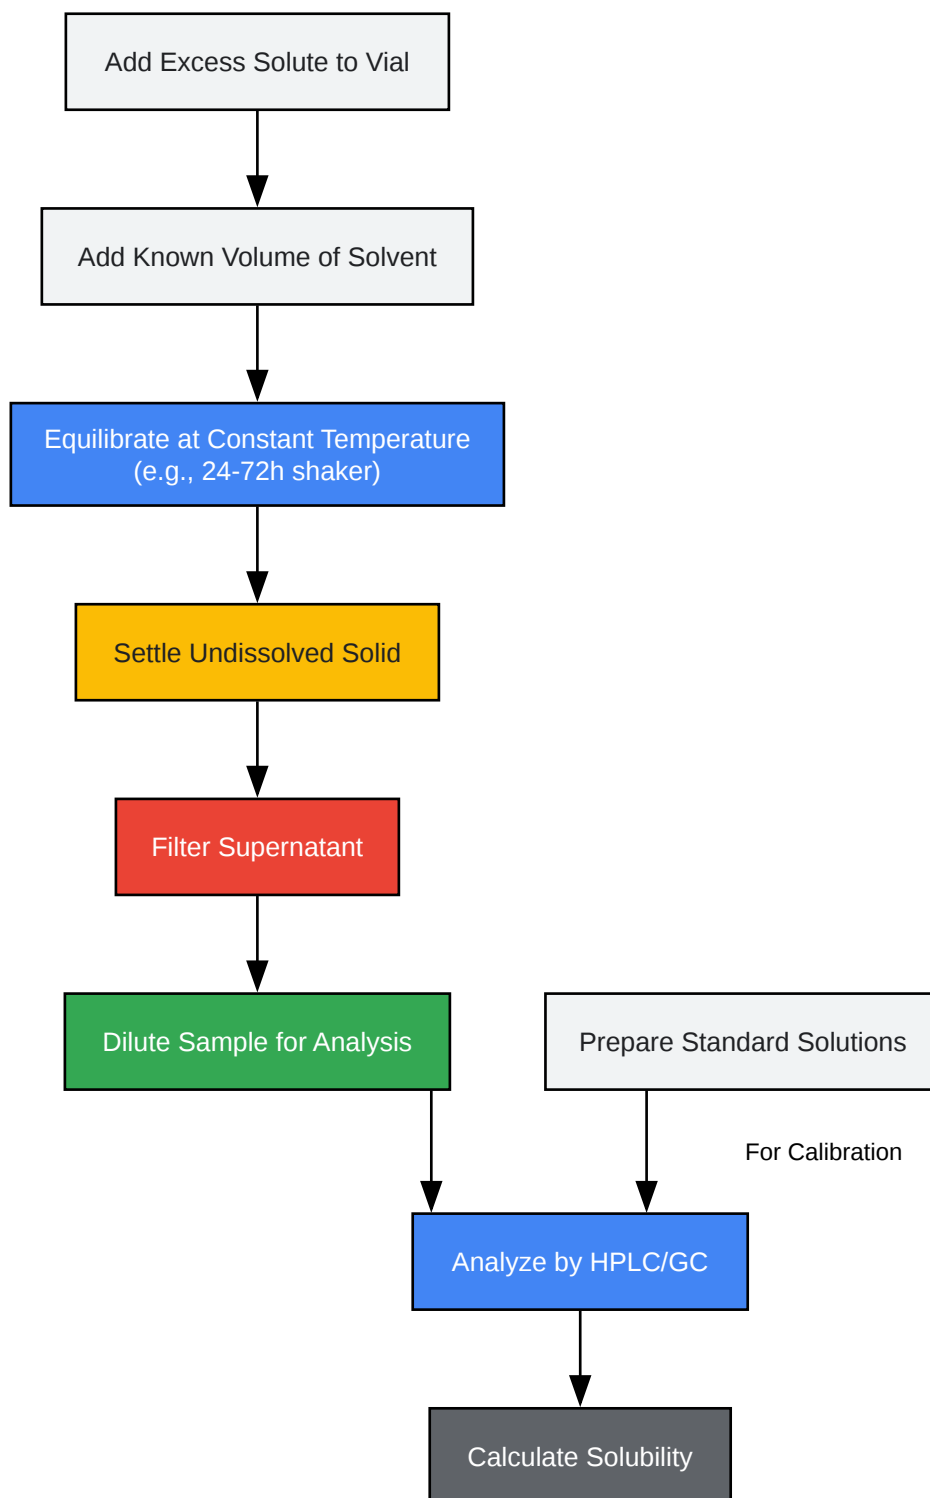 Add Excess Solute to Vial
Add Known Volume of Solvent
Equilibrate at Constant Temperature
(e.g., 24-72h shaker)
Settle Undissolved Solid
Filter Supernatant
Dilute Sample for Analysis
Prepare Standard Solutions
For Calibration
Analyze by HPLC/GC
Calculate Solubility